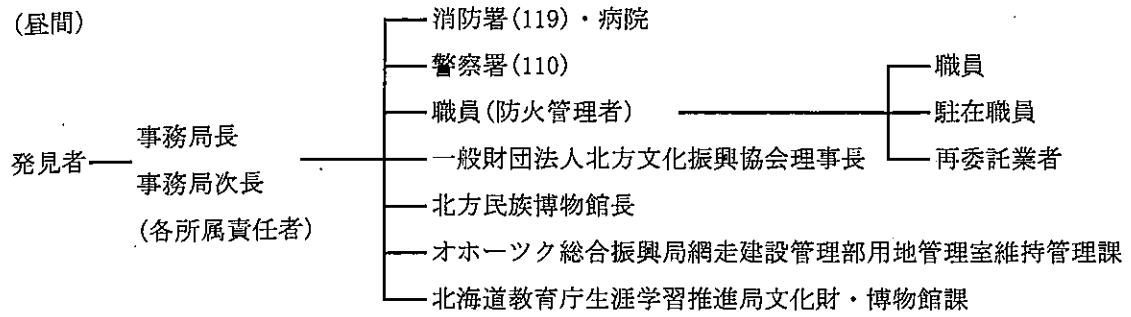 (昼間)
消防署(119)・病院
警察署(110)
職員
職員(防火管理者)
駐在職員
発見者
事務局長
事務局次長
(各所属責任者)
一般財団法人北方文化振興協会理事長
再委託業者
北方民族博物館長
オホーツク総合振興局網走建設管理部用地管理室維持管理課
北海道教育庁生涯学習推進局文化財・博物館課